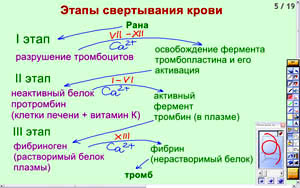 Этапы свертывания крови
5 / 19
Рана
I этап
VII - XII
Ca²⁺
разрушение тромбоцитов
освобождение фермента
тромбопластина и его
активация
II этап
I - VI
Ca²⁺
неактивный белок
протромбин
(клетки печени + витамин К)
активный
фермент
тромбин (в плазме)
III этап
XIII
Ca²⁺
фибриноген
(растворимый белок
плазмы)
фибрин
(нерастворимый белок)
тромб